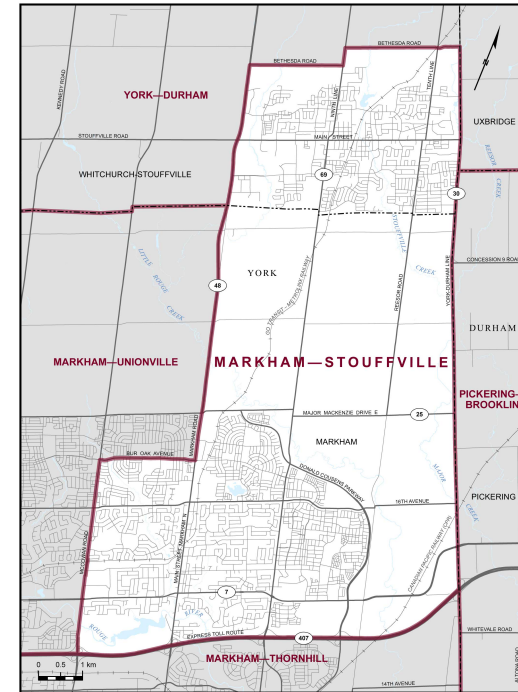 BETHESDA ROAD
BETHESDA ROAD
KENNEDY ROAD
NINTH LINE
TENTH LINE
N
YORK—DURHAM
UXBRIDGE
STOUFFVILLE ROAD
MAIN STREET
REESOR
CREEK
WHITCHURCH-STOUFFVILLE
69
30
STOUFFVILLE
CREEK
LITTLE
ROUGE
CREEK
YORK
GO TRANSIT - METROLINX RAILWAY
REESOR ROAD
YORK-DURHAM LINE
CONCESSION 9 ROAD
48
DURHAM
MARKHAM—UNIONVILLE
MARKHAM—STOUFFVILLE
PICKERING—
BROOKLIN
MAJOR MACKENZIE DRIVE E
25
MARKHAM ROAD
MARKHAM
BUR OAK AVENUE
DONALD COUSENS PARKWAY
MAJOR
CREEK
16TH AVENUE
PICKERING
MCCOWAN ROAD
MAIN STREET MARKHAM N
CANADIAN PACIFIC RAILWAY (CPR)
7
ROUGE
RIVER
EXPRESS TOLL ROUTE
407
WHITEVALE ROAD
MARKHAM—THORNHILL
ALTONA ROAD
0 0.5 1 km
14TH AVENUE